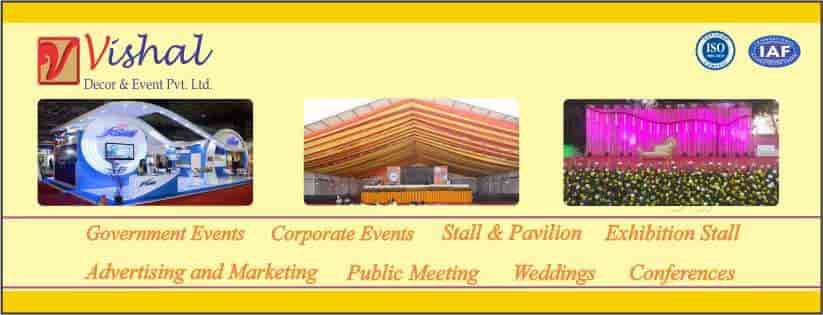 Vishal
Decor & Event Pvt. Ltd.
ISO
IAF
Government Events Corporate Events Stall & Pavilion Exhibition Stall
Advertising and Marketing Public Meeting Weddings Conferences